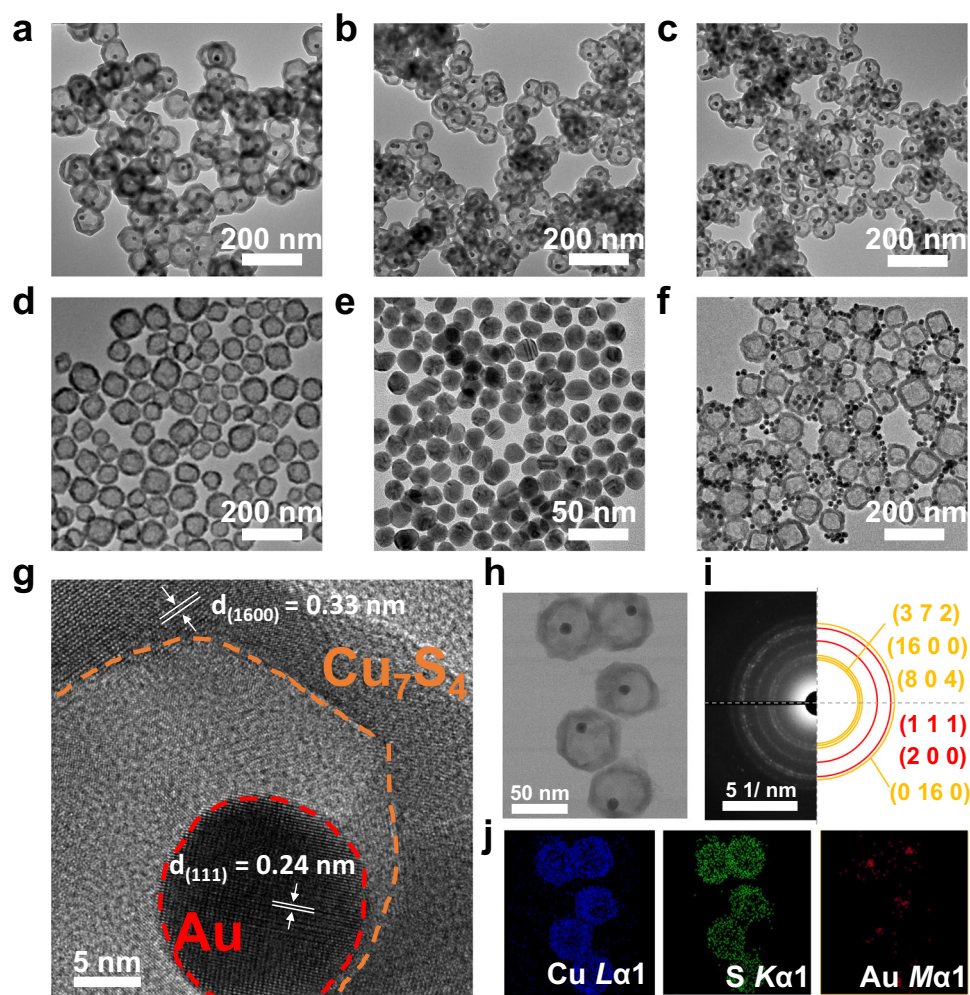 a
b
c
200 nm
200 nm
200 nm
d
e
f
200 nm
50 nm
200 nm
g
d(1600) = 0.33 nm
Cu7S4
d(111) = 0.24 nm
Au
5 nm
h
50 nm
i
(3 7 2)
(16 0 0)
(8 0 4)
(1 1 1)
(2 0 0)
(0 16 0)
5 1/ nm
j
Cu Lα1
S Kα1
Au Mα1